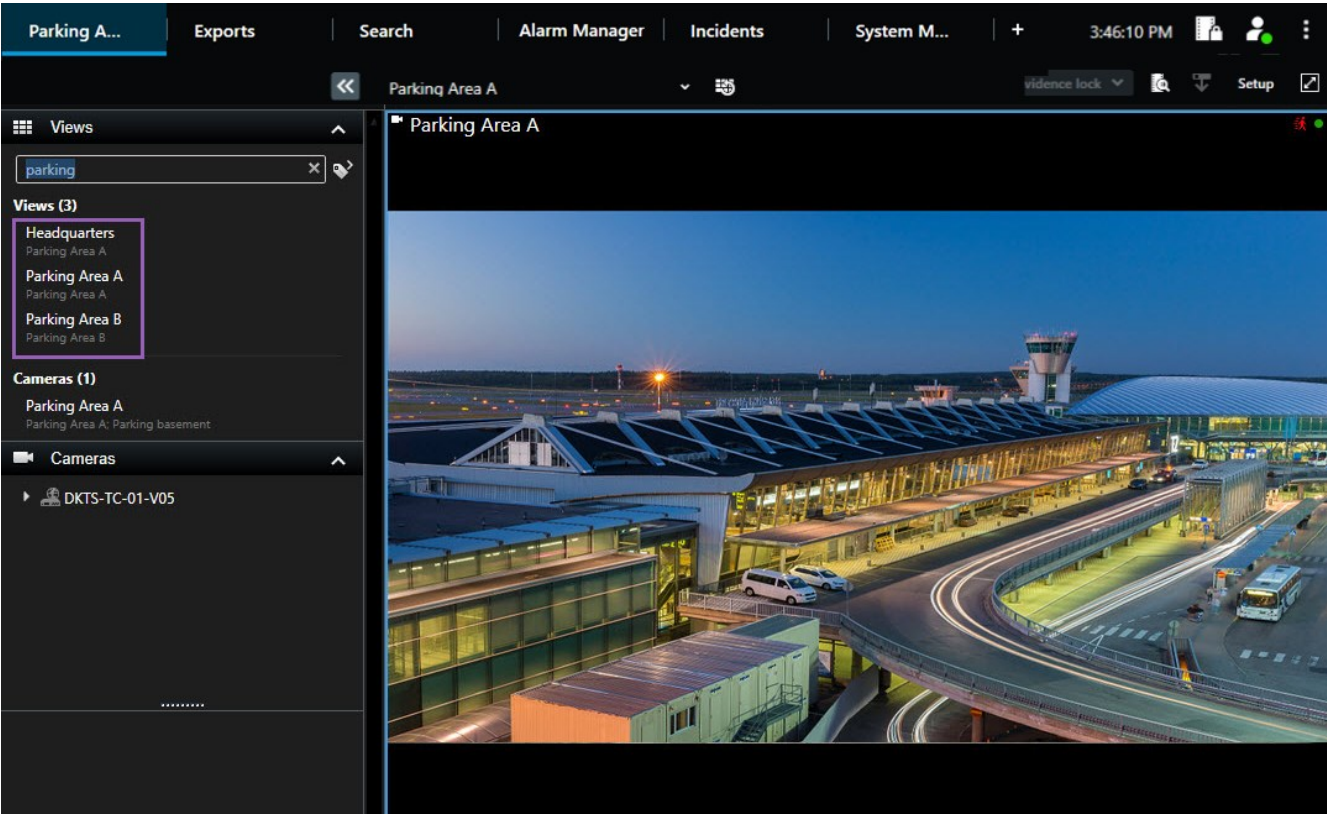 Parking A... Exports Search Alarm Manager Incidents System M... + 3:46:10 PM
Parking Area A vidence lock Setup
Views
Parking Area A
parking
Views (3)
Headquarters
Parking Area A
Parking Area A
Parking Area A
Parking Area B
Parking Area B
Cameras (1)
Parking Area A
Parking Area A; Parking basement
Cameras
DKTS-TC-01-V05